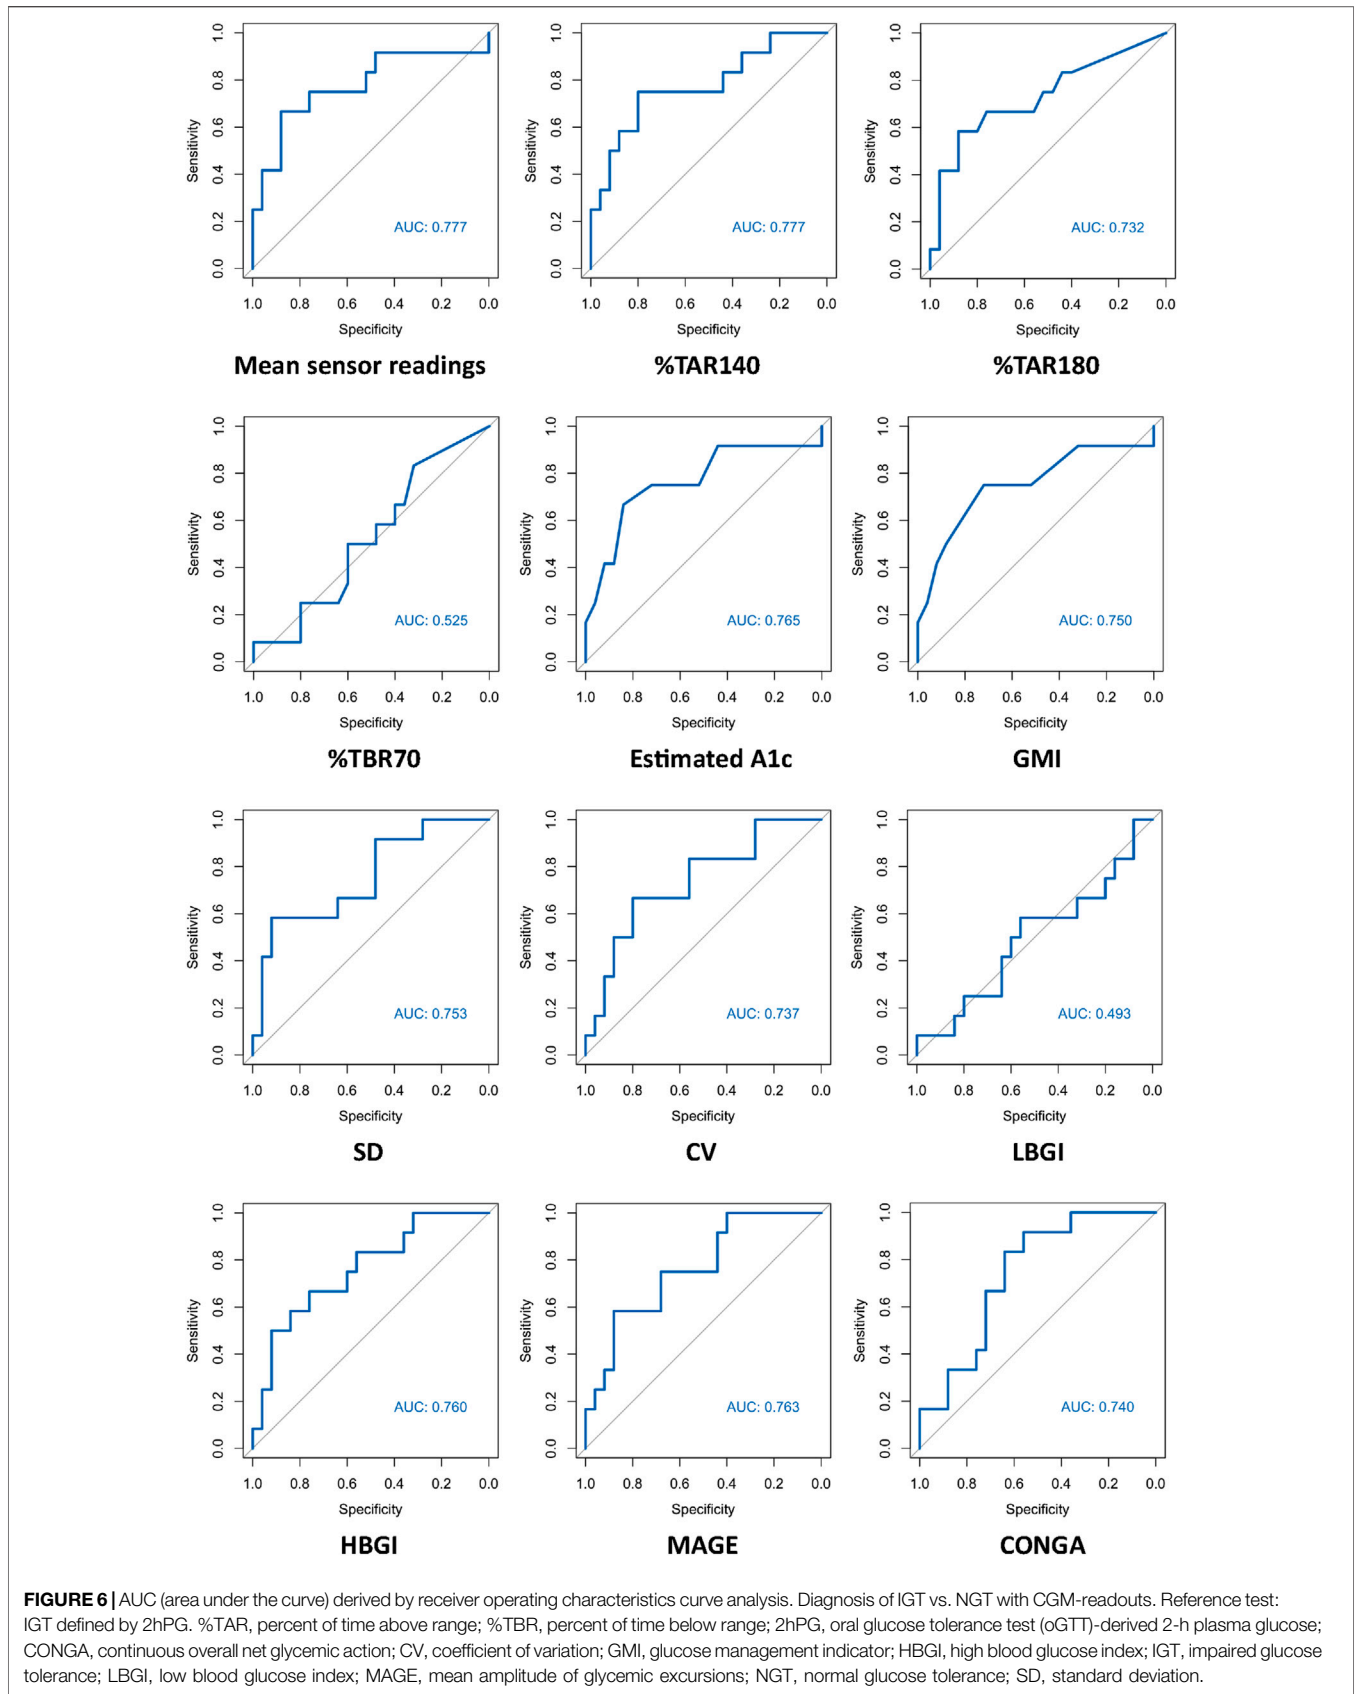 Sensitivity
0.0 0.2 0.4 0.6 0.8 1.0
AUC: 0.777
1.0 0.8 0.6 0.4 0.2 0.0
Specificity
Mean sensor readings
Sensitivity
0.0 0.2 0.4 0.6 0.8 1.0
AUC: 0.777
1.0 0.8 0.6 0.4 0.2 0.0
Specificity
%TAR140
Sensitivity
0.0 0.2 0.4 0.6 0.8 1.0
AUC: 0.732
1.0 0.8 0.6 0.4 0.2 0.0
Specificity
%TAR180
Sensitivity
0.0 0.2 0.4 0.6 0.8 1.0
AUC: 0.525
1.0 0.8 0.6 0.4 0.2 0.0
Specificity
%TBR70
Sensitivity
0.0 0.2 0.4 0.6 0.8 1.0
AUC: 0.765
1.0 0.8 0.6 0.4 0.2 0.0
Specificity
Estimated A1c
Sensitivity
0.0 0.2 0.4 0.6 0.8 1.0
AUC: 0.750
1.0 0.8 0.6 0.4 0.2 0.0
Specificity
GMI
Sensitivity
0.0 0.2 0.4 0.6 0.8 1.0
AUC: 0.753
1.0 0.8 0.6 0.4 0.2 0.0
Specificity
SD
Sensitivity
0.0 0.2 0.4 0.6 0.8 1.0
AUC: 0.737
1.0 0.8 0.6 0.4 0.2 0.0
Specificity
CV
Sensitivity
0.0 0.2 0.4 0.6 0.8 1.0
AUC: 0.493
1.0 0.8 0.6 0.4 0.2 0.0
Specificity
LBGI
Sensitivity
0.0 0.2 0.4 0.6 0.8 1.0
AUC: 0.760
1.0 0.8 0.6 0.4 0.2 0.0
Specificity
HBGI
Sensitivity
0.0 0.2 0.4 0.6 0.8 1.0
AUC: 0.763
1.0 0.8 0.6 0.4 0.2 0.0
Specificity
MAGE
Sensitivity
0.0 0.2 0.4 0.6 0.8 1.0
AUC: 0.740
1.0 0.8 0.6 0.4 0.2 0.0
Specificity
CONGA
FIGURE 6 | AUC (area under the curve) derived by receiver operating characteristics curve analysis. Diagnosis of IGT vs. NGT with CGM-readouts. Reference test:
IGT defined by 2hPG. %TAR, percent of time above range; %TBR, percent of time below range; 2hPG, oral glucose tolerance test (oGTT)-derived 2-h plasma glucose;
CONGA, continuous overall net glycemic action; CV, coefficient of variation; GMI, glucose management indicator; HBGI, high blood glucose index; IGT, impaired glucose
tolerance; LBGI, low blood glucose index; MAGE, mean amplitude of glycemic excursions; NGT, normal glucose tolerance; SD, standard deviation.